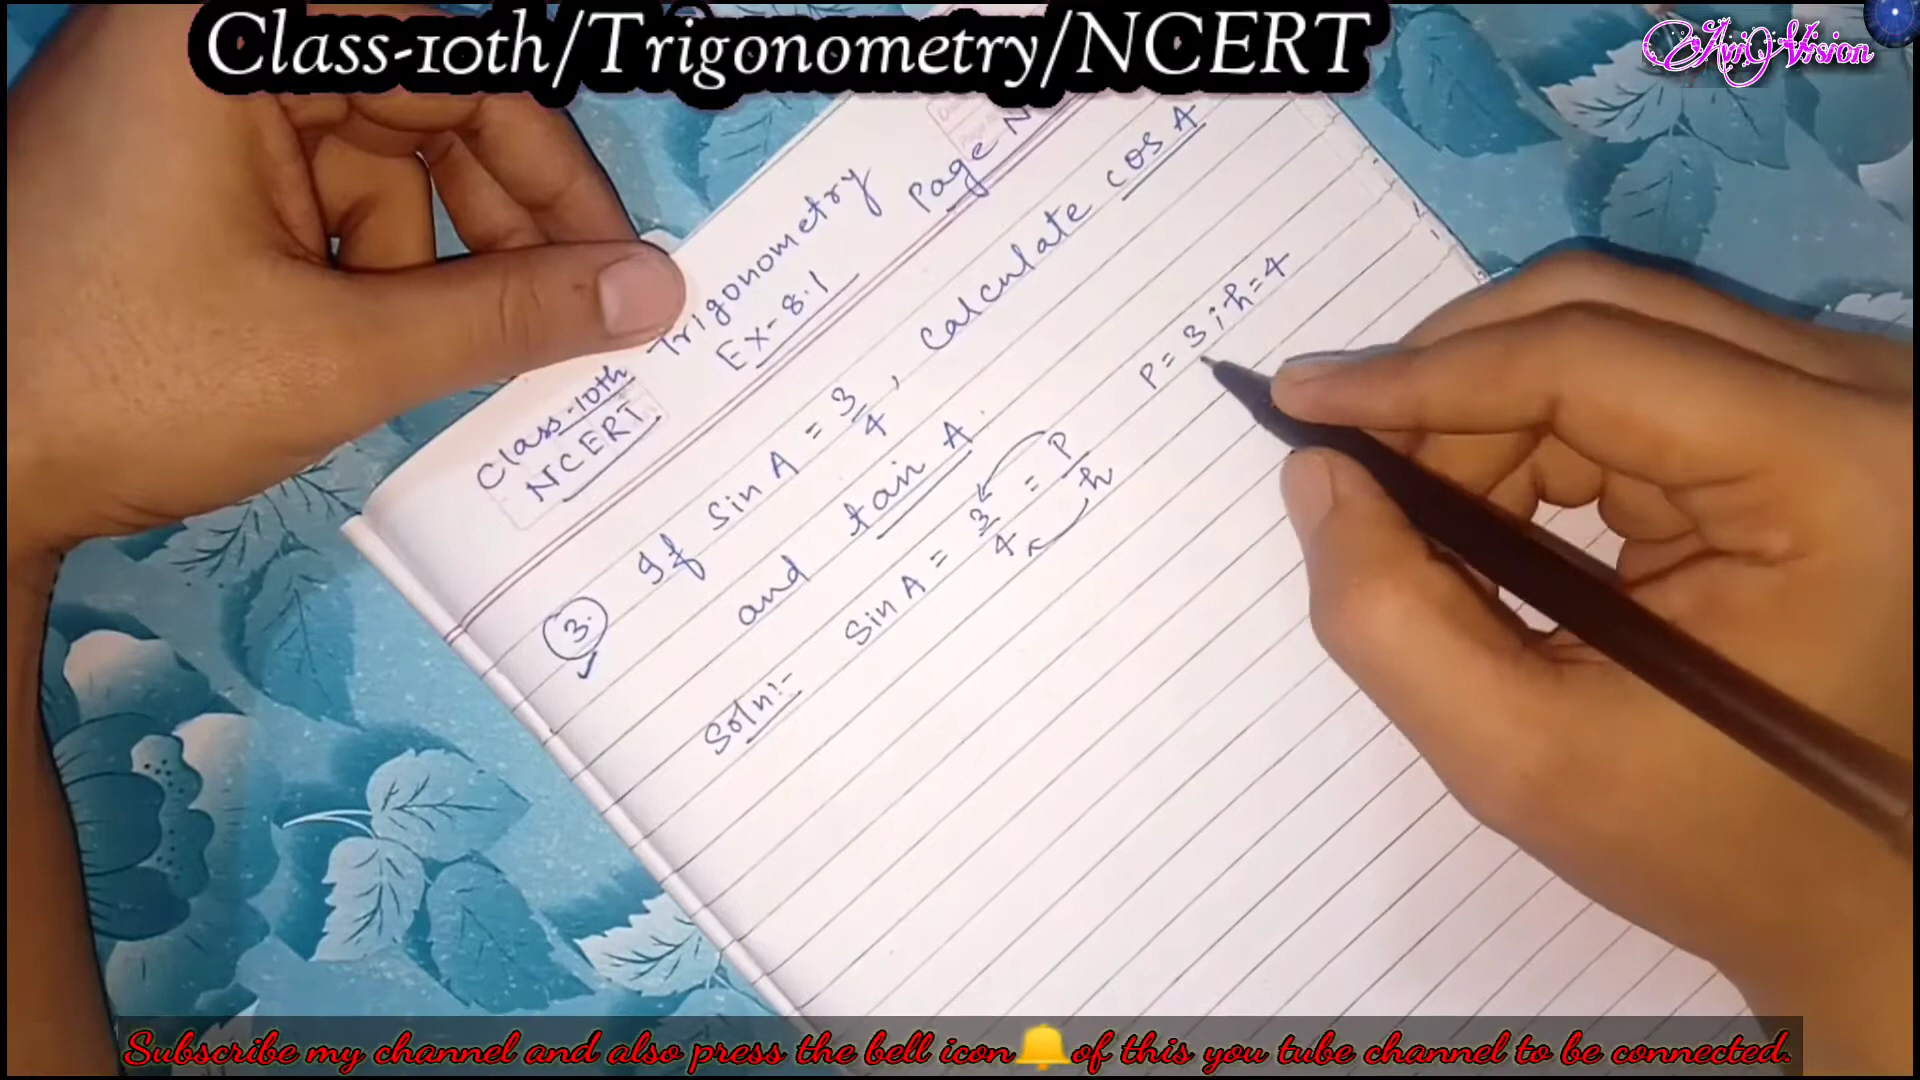 Class-10th/Trigonometry/NCERT
Avi Vision
Class-10th
NCERT
Trigonometry
Ex-8.1
Page N
3. If sin A = 3/4, calculate cos A
and tan A.
Soln:- sin A = 3/4 = P/h
P = 3 ; h = 4
Subscribe my channel and also press the bell icon🔔of this you tube channel to be connected.